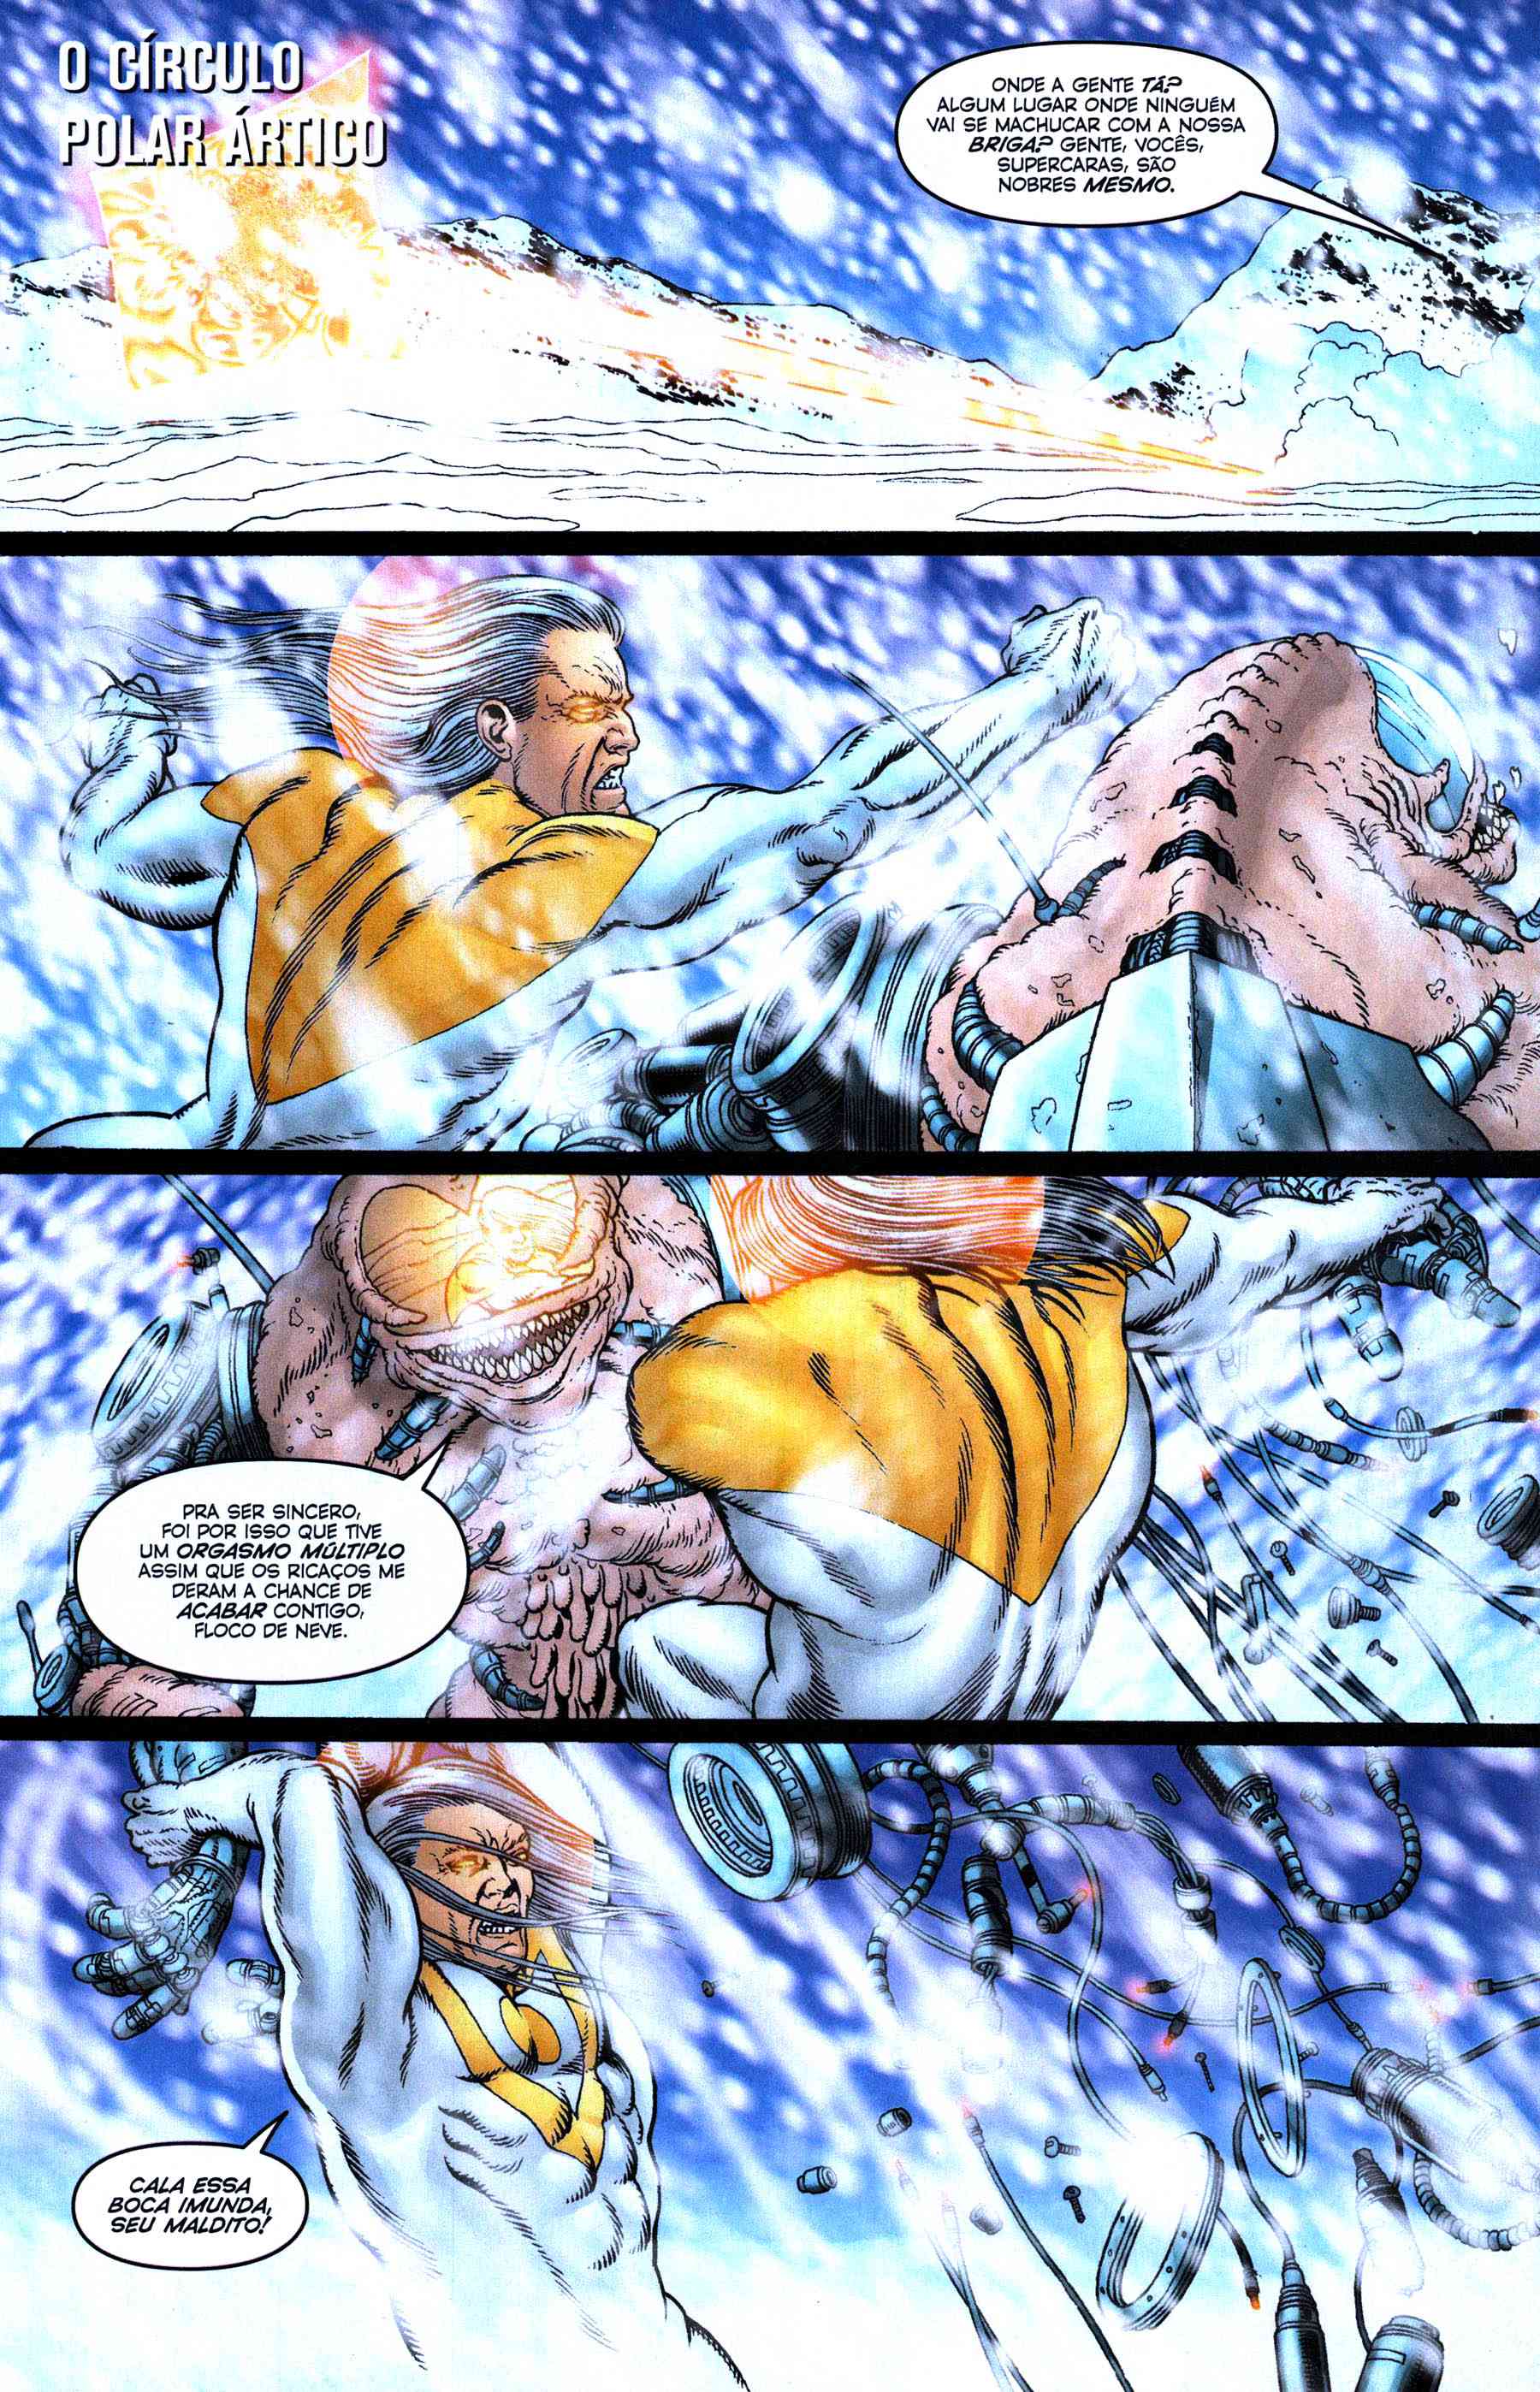 O CÍRCULO
POLAR ÁRTICO
ONDE A GENTE TÁ?
ALGUM LUGAR ONDE NINGUÉM
VAI SE MACHUCAR COM A NOSSA
BRIGA? GENTE, VOCÊS,
SUPERCARAS, SÃO
NOBRES MESMO.
PRA SER SINCERO,
FOI POR ISSO QUE TIVE
UM ORGASMO MÚLTIPLO
ASSIM QUE OS RICAÇOS ME
DERAM A CHANCE DE
ACABAR CONTIGO,
FLOCO DE NEVE.
CALA ESSA
BOCA IMUNDA,
SEU MALDITO!